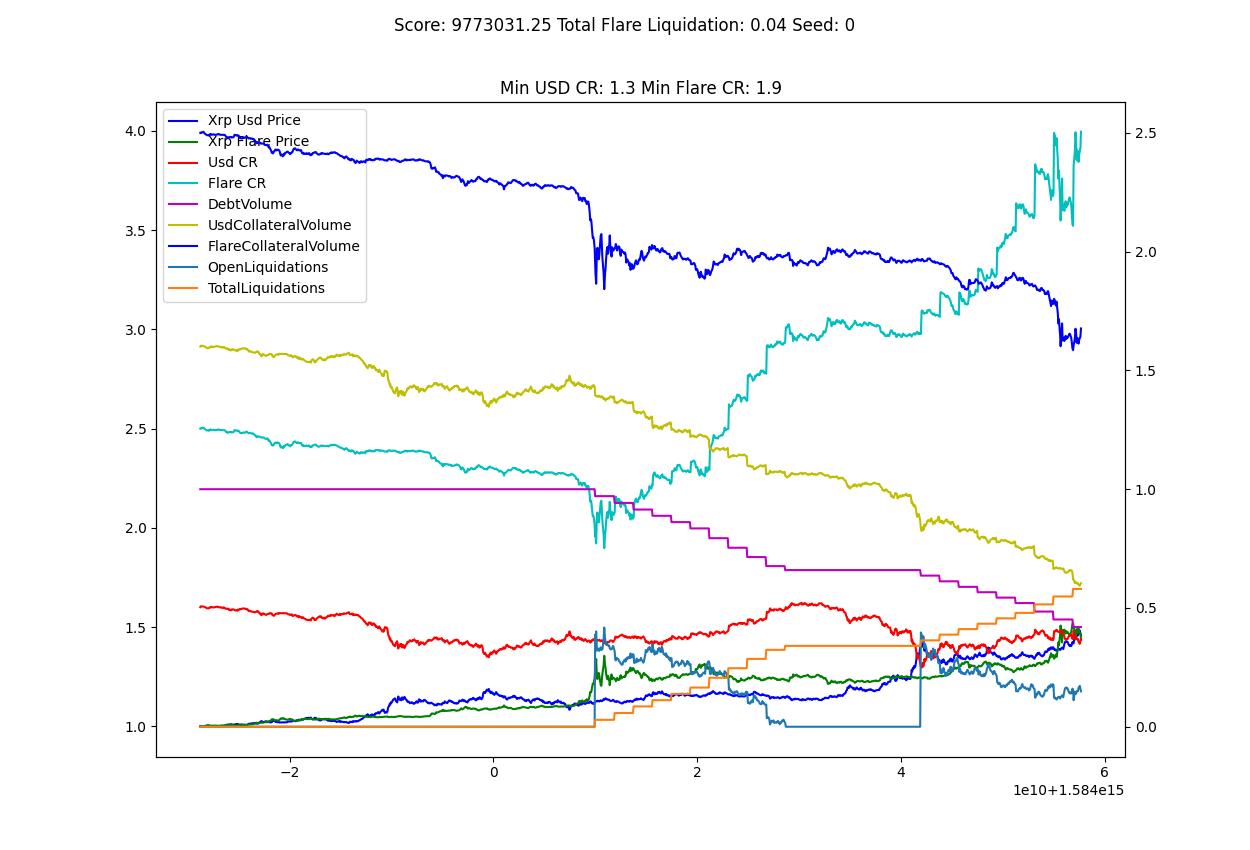 Score: 9773031.25 Total Flare Liquidation: 0.04 Seed: 0
Min USD CR: 1.3 Min Flare CR: 1.9
Xrp Usd Price
Xrp Flare Price
Usd CR
Flare CR
DebtVolume
UsdCollateralVolume
FlareCollateralVolume
OpenLiquidations
TotalLiquidations
4.0
3.5
3.0
2.5
2.0
1.5
1.0
2.5
2.0
1.5
1.0
0.5
0.0
−2
0
2
4
6
1e10+1.584e15